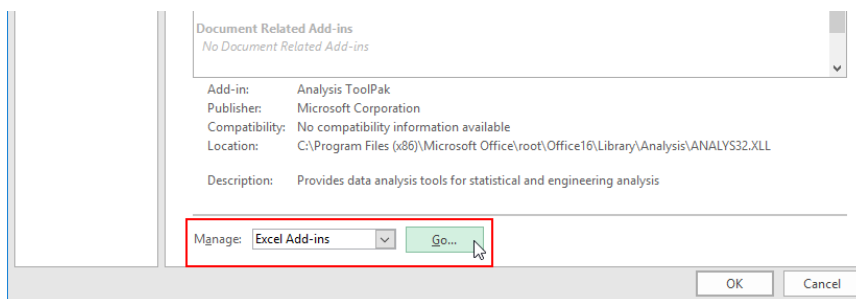 Document Related Add-ins
No Document Related Add-ins
Add-in: Analysis ToolPak
Publisher: Microsoft Corporation
Compatibility: No compatibility information available
Location: C:\Program Files (x86)\Microsoft Office\root\Office16\Library\Analysis\ANALYS32.XLL
Description: Provides data analysis tools for statistical and engineering analysis
Manage: Excel Add-ins Go...
OK Cancel